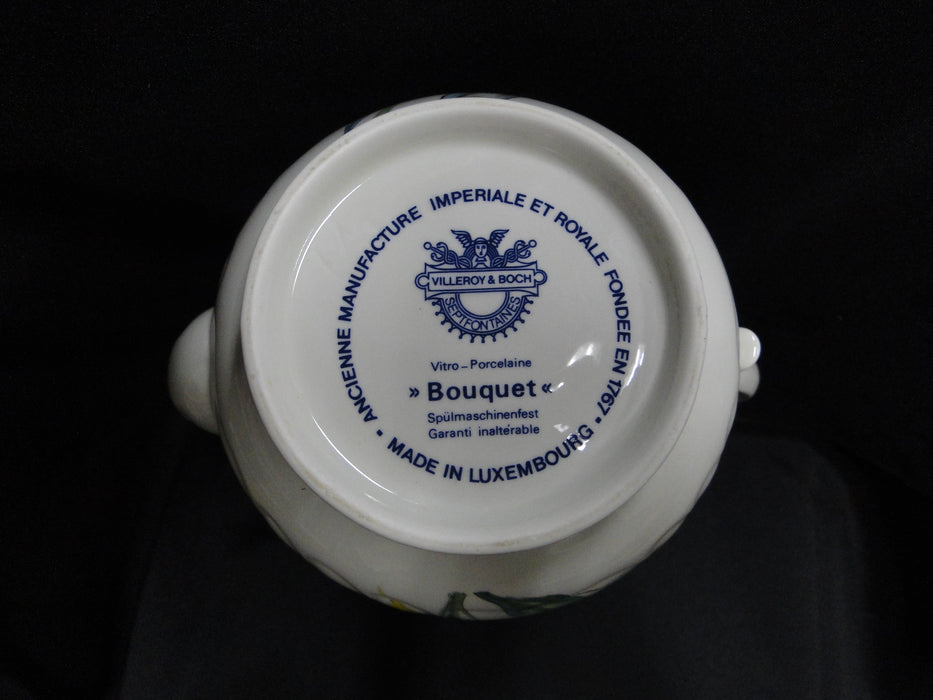 ANCIENNE MANUFACTURE IMPERIALE ET ROYALE FONDEE EN 1767
VILLEROY & BOCH
SEPTFONTAINES
Vitro-Porcelaine
» Bouquet «
Spülmaschinenfest
Garanti inaltérable
• MADE IN LUXEMBOURG •